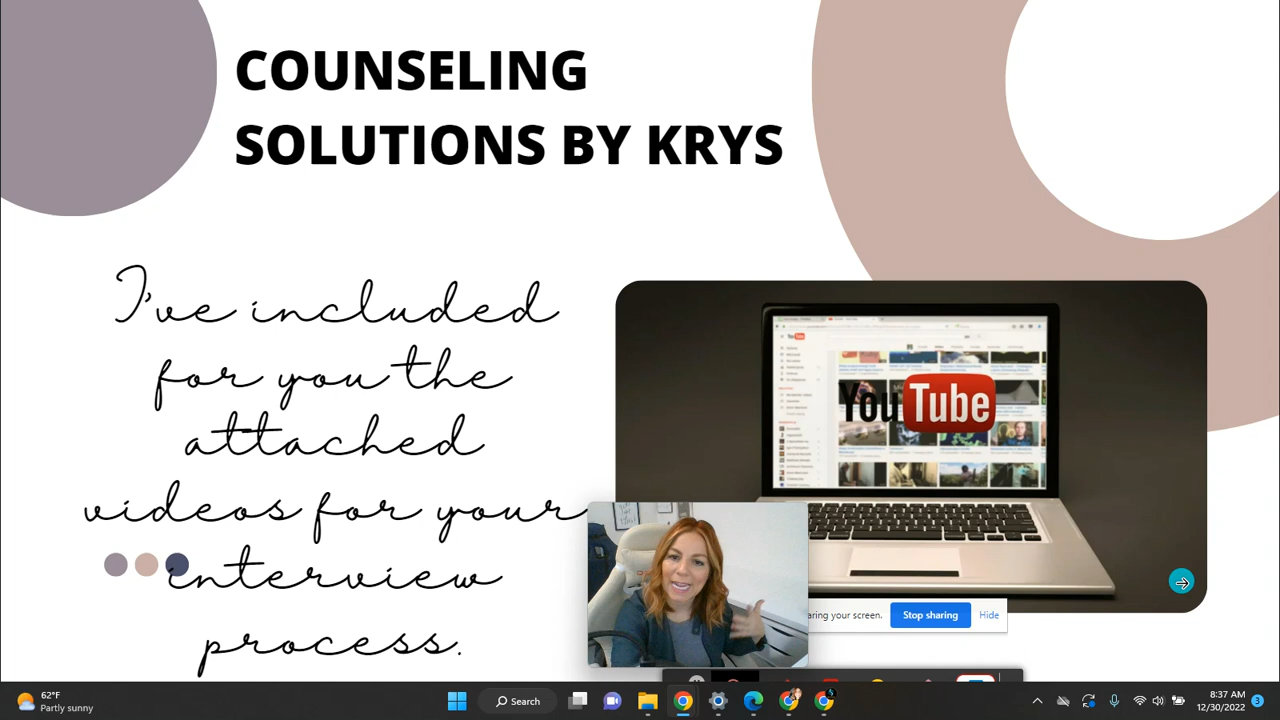 COUNSELING
SOLUTIONS BY KRYS
I've included
for you the
attached
videos for your
interview
process.
YouTube
aring your screen.
Stop sharing
Hide
62°F
Partly sunny
Search
8:37 AM
12/30/2022
3